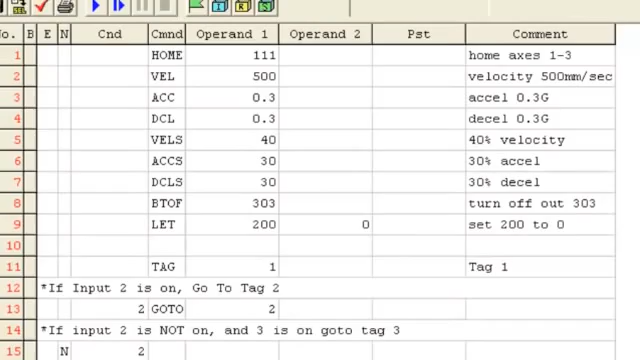 No. B E N Cnd Cmnd Operand 1 Operand 2 Pst Comment
1 HOME 111 home axes 1-3
2 VEL 500 velocity 500mm/sec
3 ACC 0.3 accel 0.3G
4 DCL 0.3 decel 0.3G
5 VELS 40 40% velocity
6 ACCS 30 30% accel
7 DCLS 30 30% decel
8 BTOF 303 turn off out 303
9 LET 200 0 set 200 to 0
10
11 TAG 1 Tag 1
12 *If Input 2 is on, Go To Tag 2
13 2 GOTO 2
14 *If input 2 is NOT on, and 3 is on goto tag 3
15 N 2